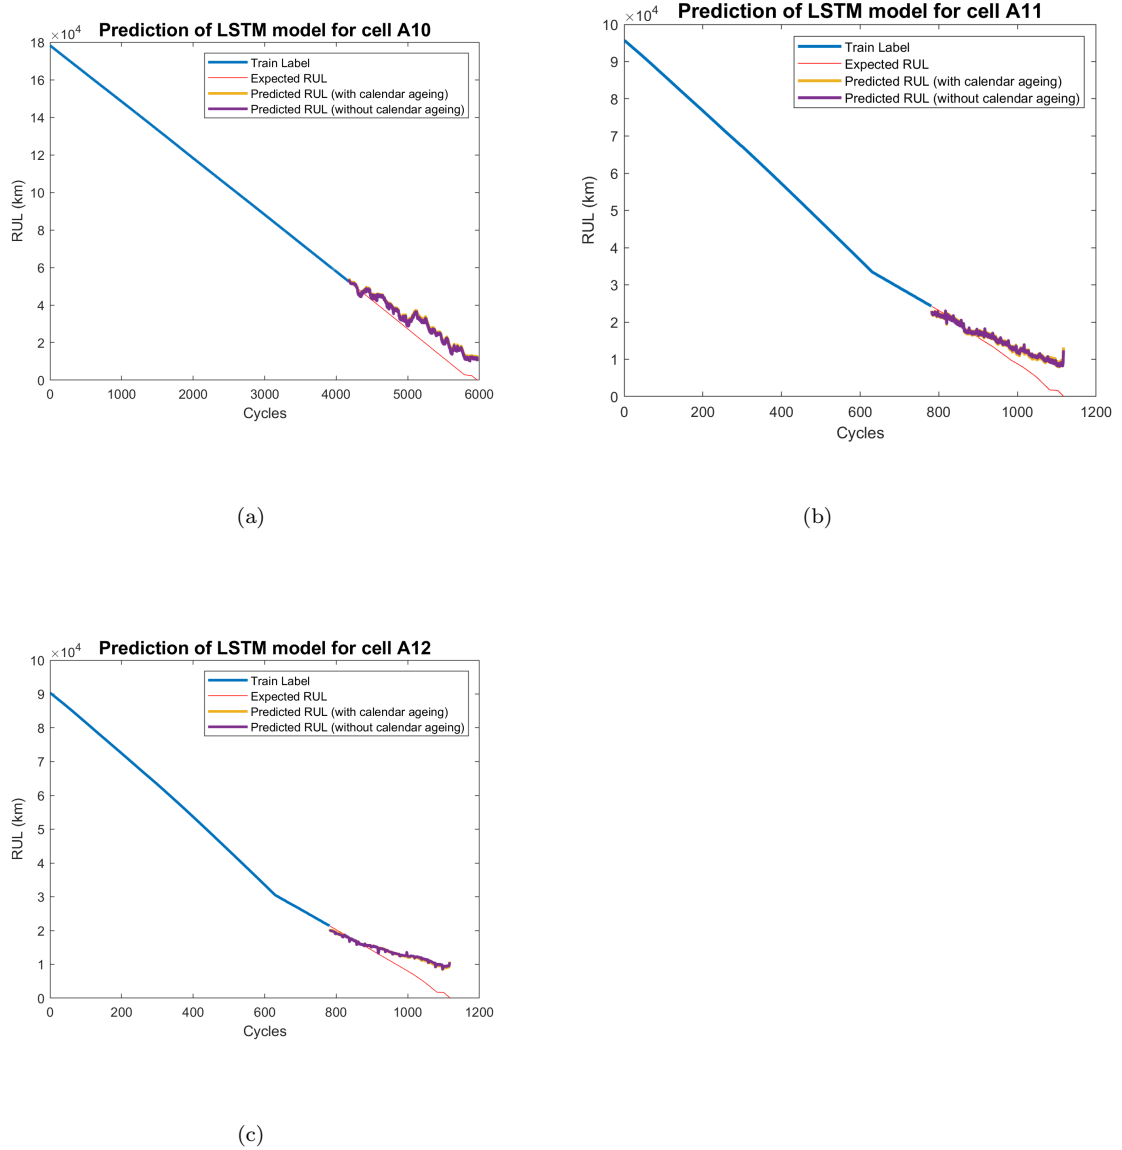 Prediction of LSTM model for cell A10
×10⁴
18
16
14
12
10
8
6
4
2
0
RUL (km)
0 1000 2000 3000 4000 5000 6000
Cycles
Train Label
Expected RUL
Predicted RUL (with calendar ageing)
Predicted RUL (without calendar ageing)
(a)
Prediction of LSTM model for cell A11
×10⁴
10
9
8
7
6
5
4
3
2
1
0
RUL (km)
0 200 400 600 800 1000 1200
Cycles
Train Label
Expected RUL
Predicted RUL (with calendar ageing)
Predicted RUL (without calendar ageing)
(b)
Prediction of LSTM model for cell A12
×10⁴
10
9
8
7
6
5
4
3
2
1
0
RUL (km)
0 200 400 600 800 1000 1200
Cycles
Train Label
Expected RUL
Predicted RUL (with calendar ageing)
Predicted RUL (without calendar ageing)
(c)